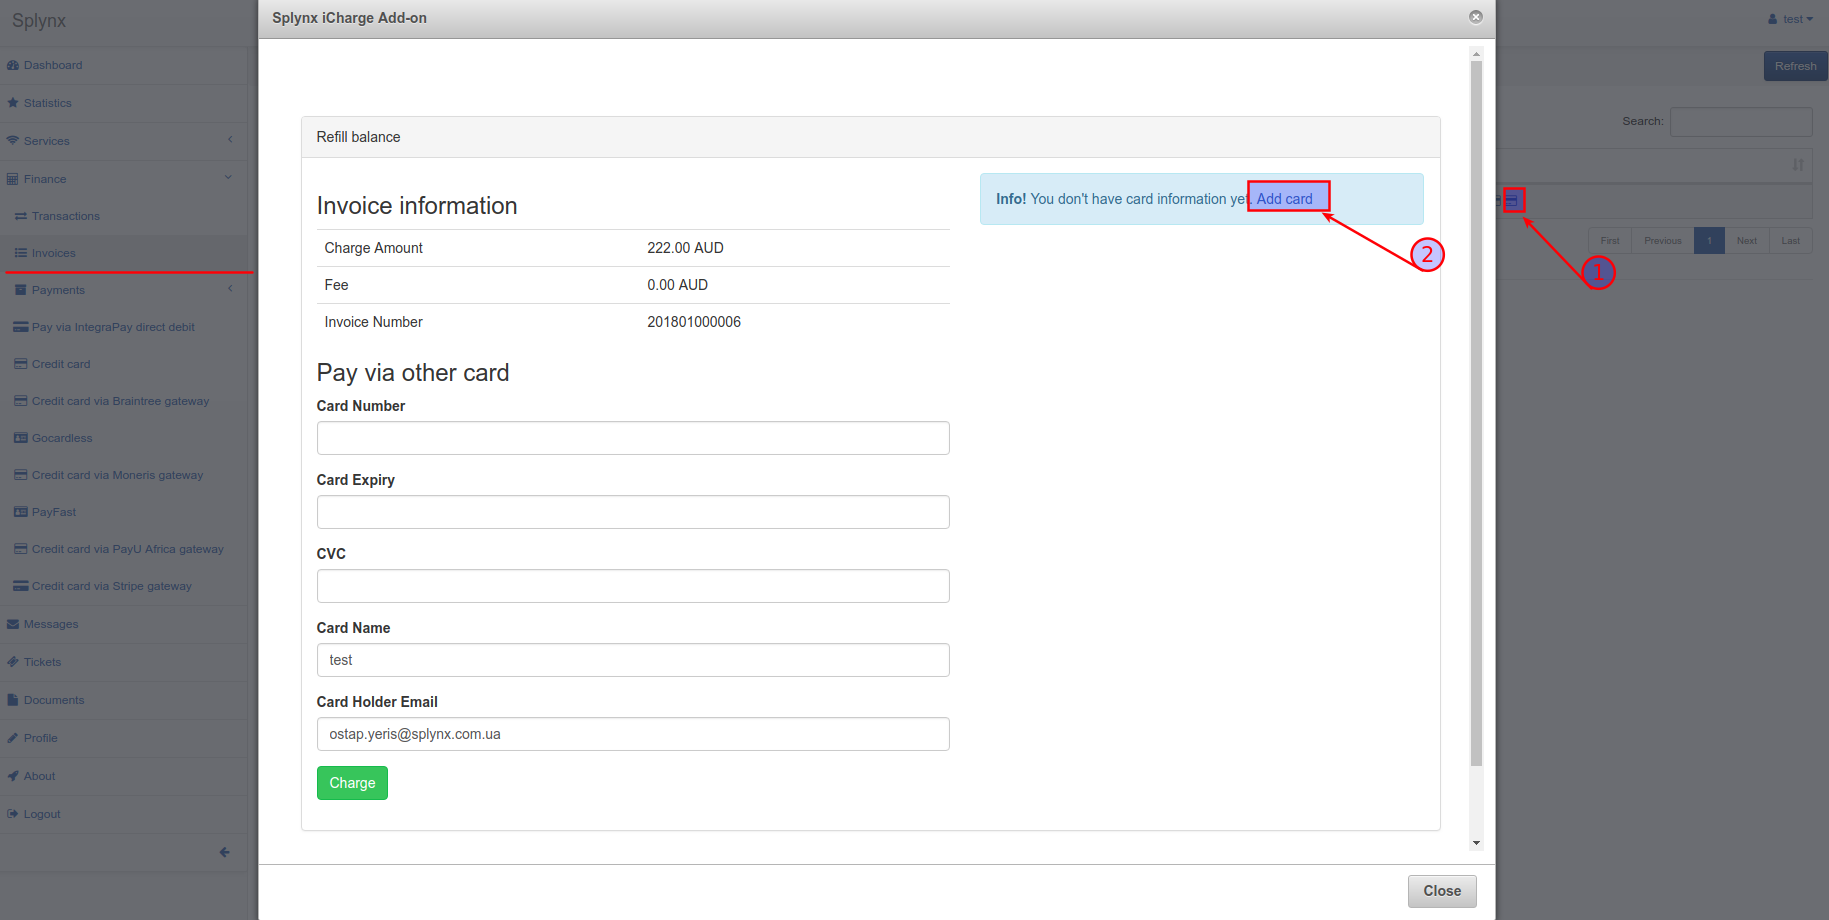 Splynx
Splynx iCharge Add-on
test
Dashboard
Statistics
Services
Finance
Transactions
Invoices
Payments
Pay via IntegraPay direct debit
Credit card
Credit card via Braintree gateway
Gocardless
Credit card via Moneris gateway
PayFast
Credit card via PayU Africa gateway
Credit card via Stripe gateway
Messages
Tickets
Documents
Profile
About
Logout
Refill balance
Invoice information
Charge Amount 222.00 AUD
Fee 0.00 AUD
Invoice Number 201801000006
Info! You don't have card information yet. Add card
2
Pay via other card
Card Number
Card Expiry
CVC
Card Name
test
Card Holder Email
ostap.yeris@splynx.com.ua
Charge
Close
Refresh
Search:
First Previous 1 Next Last
1